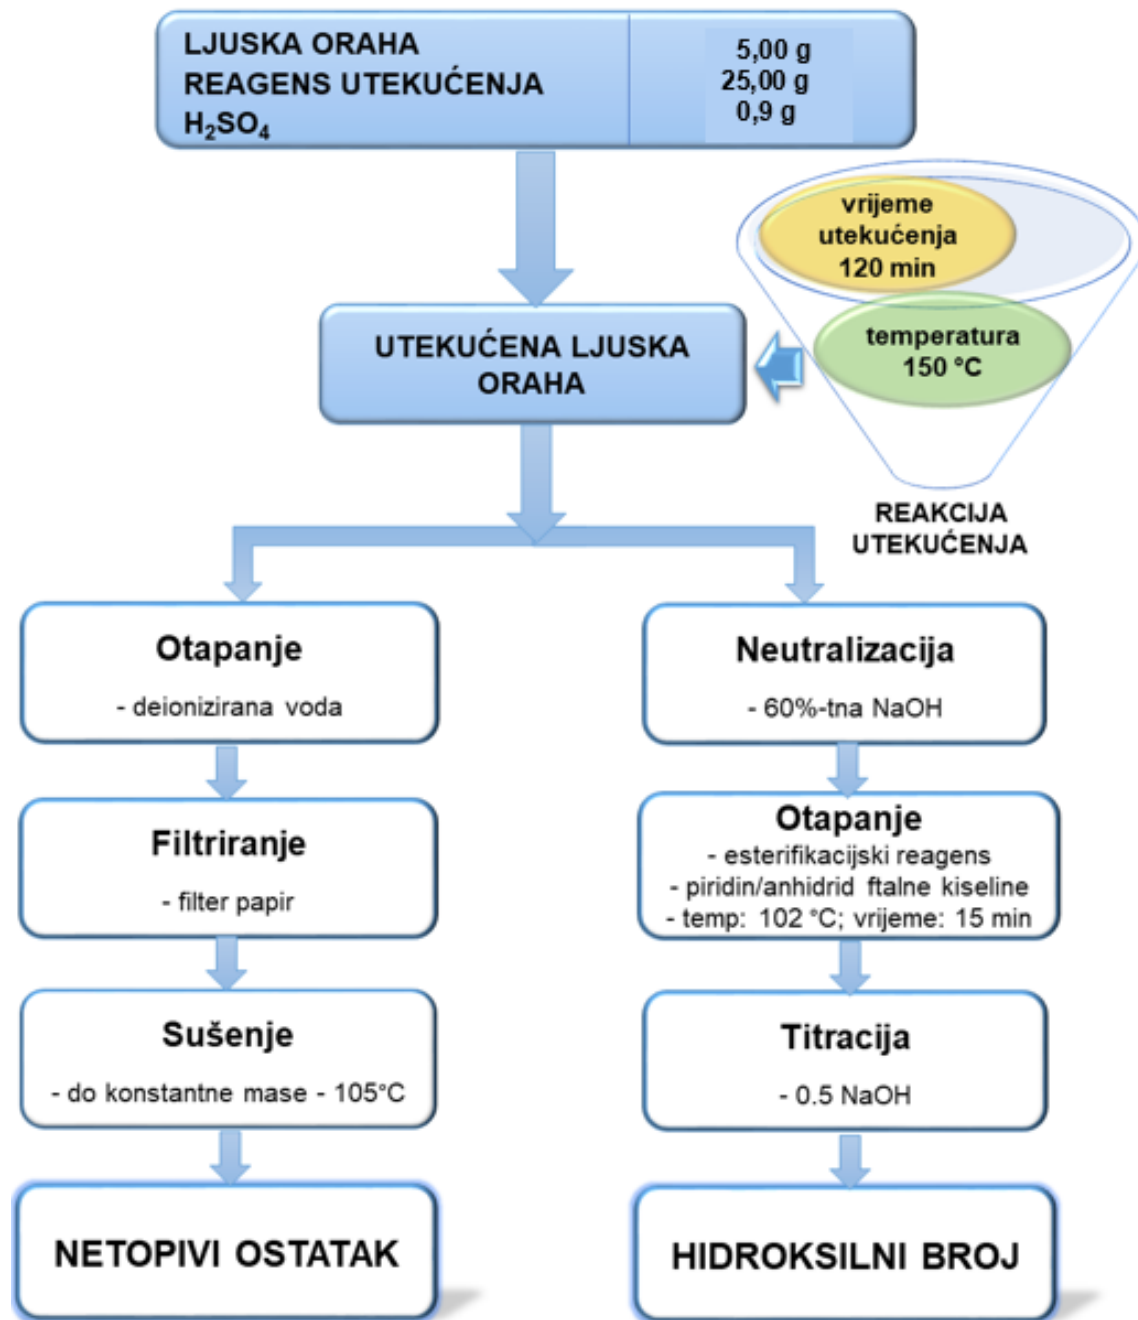 LJUSKA ORAHA 5,00 g
REAGENS UTEKUĆENJA 25,00 g
H₂SO₄ 0,9 g
vrijeme
utekućenja
120 min
temperatura
150 °C
REAKCIJA
UTEKUĆENJA
UTEKUĆENA LJUSKA
ORAHA
Otapanje
- deionizirana voda
Filtriranje
- filter papir
Sušenje
- do konstantne mase - 105°C
NETOPIVI OSTATAK
Neutralizacija
- 60%-tna NaOH
Otapanje
- esterifikacijski reagens
- piridin/anhidrid ftalne kiseline
- temp: 102 °C; vrijeme: 15 min
Titracija
- 0.5 NaOH
HIDROKSILNI BROJ